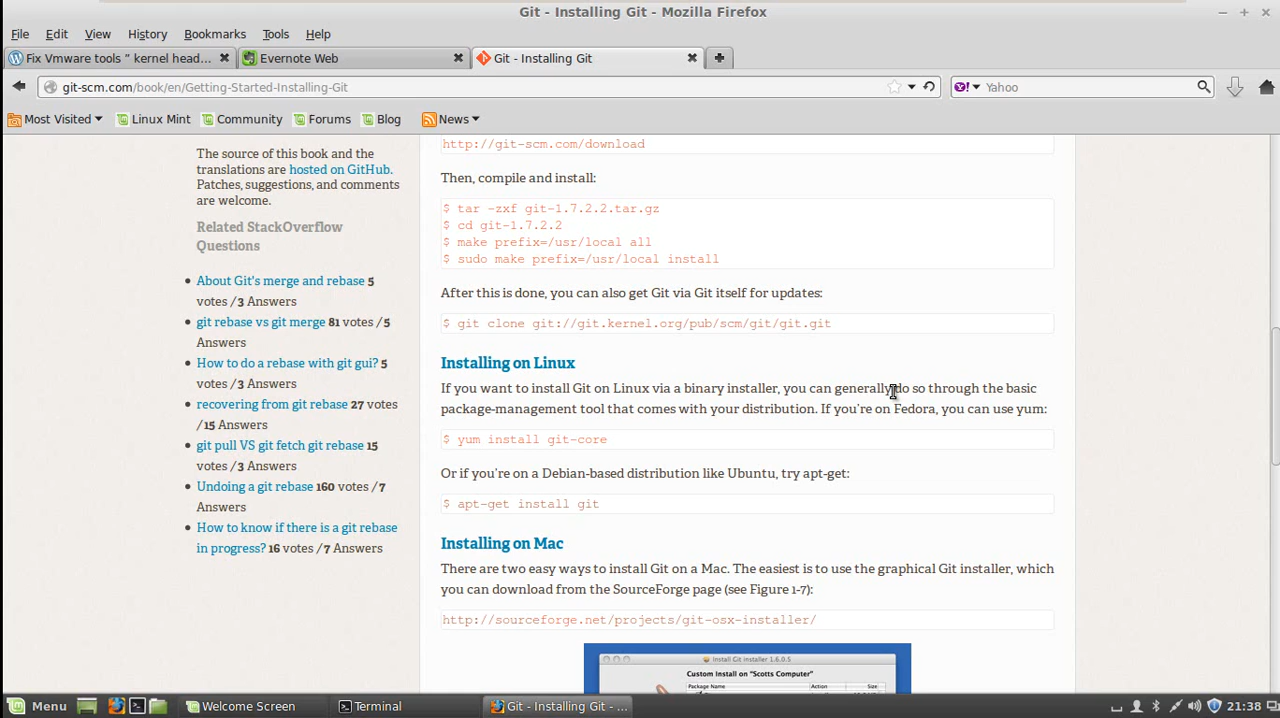 Git - Installing Git - Mozilla Firefox
File Edit View History Bookmarks Tools Help
Fix Vmware tools " kernel head... Evernote Web Git - Installing Git
git-scm.com/book/en/Getting-Started-Installing-Git Yahoo
Most Visited Linux Mint Community Forums Blog News
The source of this book and the
translations are hosted on GitHub.
Patches, suggestions, and comments
are welcome.
Related StackOverflow
Questions
About Git's merge and rebase 5
votes /3 Answers
git rebase vs git merge 81 votes /5
Answers
How to do a rebase with git gui? 5
votes /3 Answers
recovering from git rebase 27 votes
/15 Answers
git pull VS git fetch git rebase 15
votes /3 Answers
Undoing a git rebase 160 votes /7
Answers
How to know if there is a git rebase
in progress? 16 votes /7 Answers
http://git-scm.com/download
Then, compile and install:
$ tar -zxf git-1.7.2.2.tar.gz
$ cd git-1.7.2.2
$ make prefix=/usr/local all
$ sudo make prefix=/usr/local install
After this is done, you can also get Git via Git itself for updates:
$ git clone git://git.kernel.org/pub/scm/git/git.git
Installing on Linux
If you want to install Git on Linux via a binary installer, you can generally do so through the basic
package-management tool that comes with your distribution. If you're on Fedora, you can use yum:
$ yum install git-core
Or if you're on a Debian-based distribution like Ubuntu, try apt-get:
$ apt-get install git
Installing on Mac
There are two easy ways to install Git on a Mac. The easiest is to use the graphical Git installer, which
you can download from the SourceForge page (see Figure 1-7):
http://sourceforge.net/projects/git-osx-installer/
Install Git installer 1.6.0.5
Custom Install on "Scotts Computer"
Package Name Action Size
Menu Welcome Screen Terminal Git - Installing Git - ... 21:38